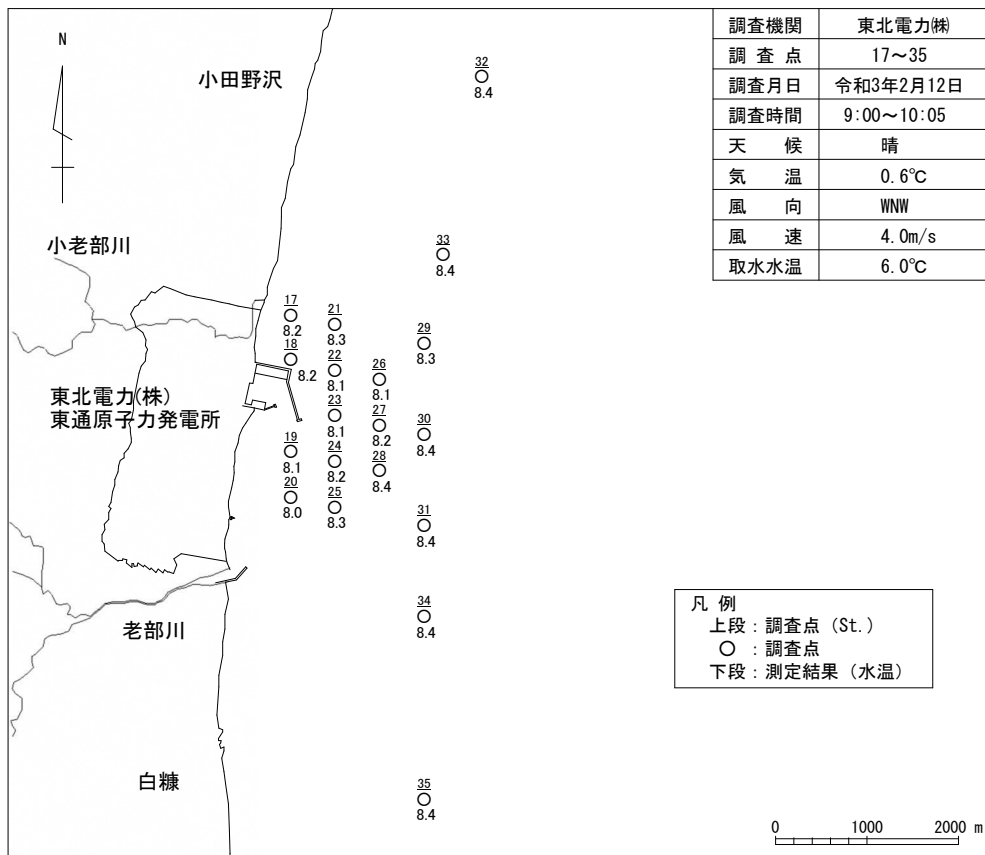 N
小田野沢
調査機関 東北電力㈱
調査点 17～35
調査月日 令和3年2月12日
調査時間 9:00～10:05
天候 晴
気温 0.6℃
風向 WNW
風速 4.0m/s
取水水温 6.0℃
32
8.4
小老部川
33
8.4
17
8.2
21
8.3
29
8.3
18
8.2
22
8.1
26
8.1
東北電力(株)
東通原子力発電所
23
8.1
27
8.2
30
8.4
19
8.1
24
8.2
28
8.4
20
8.0
25
8.3
31
8.4
34
8.4
老部川
凡 例
上段：調査点（St.）
○：調査点
下段：測定結果（水温）
白糠
35
8.4
0 1000 2000 m